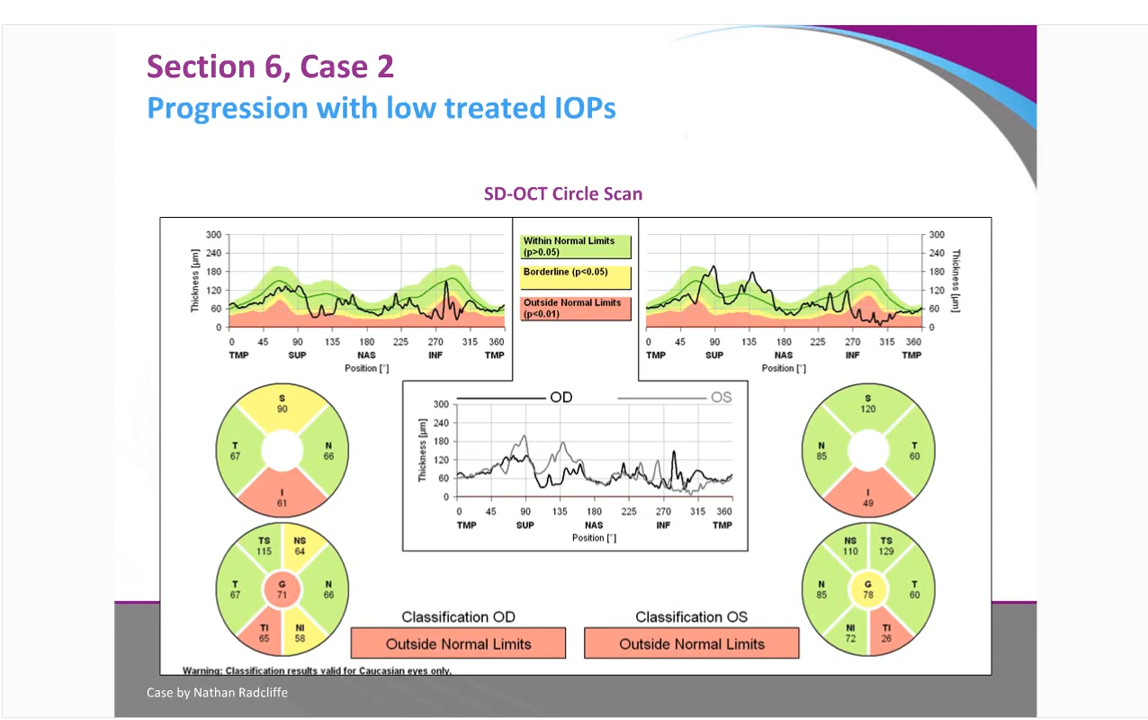 Section 6, Case 2
Progression with low treated IOPs
SD-OCT Circle Scan
300
240
180
120
60
0
Thickness [µm]
0 45 90 135 180 225 270 315 360
TMP SUP NAS INF TMP
Position [°]
Within Normal Limits
(p>0.05)
Borderline (p<0.05)
Outside Normal Limits
(p<0.01)
300
240
180
120
60
0
Thickness [µm]
0 45 90 135 180 225 270 315 360
TMP SUP NAS INF TMP
Position [°]
S
90
T
67
N
66
I
61
OD
OS
300
240
180
120
60
0
Thickness [µm]
0 45 90 135 180 225 270 315 360
TMP SUP NAS INF TMP
Position [°]
S
120
N
85
T
60
I
49
TS
115
NS
64
T
67
G
71
N
66
TI
65
NI
58
Classification OD
Outside Normal Limits
Classification OS
Outside Normal Limits
NS
110
TS
129
N
85
G
78
T
60
NI
72
TI
26
Warning: Classification results valid for Caucasian eyes only.
Case by Nathan Radcliffe